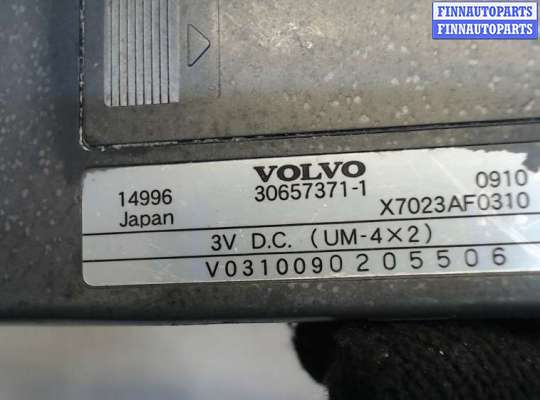 FINNAUTOPARTS
FINNAUTOPARTS
VOLVO
14996 30657371-1 0910
Japan X7023AF0310
3V D.C. (UM-4×2)
V0310090205506